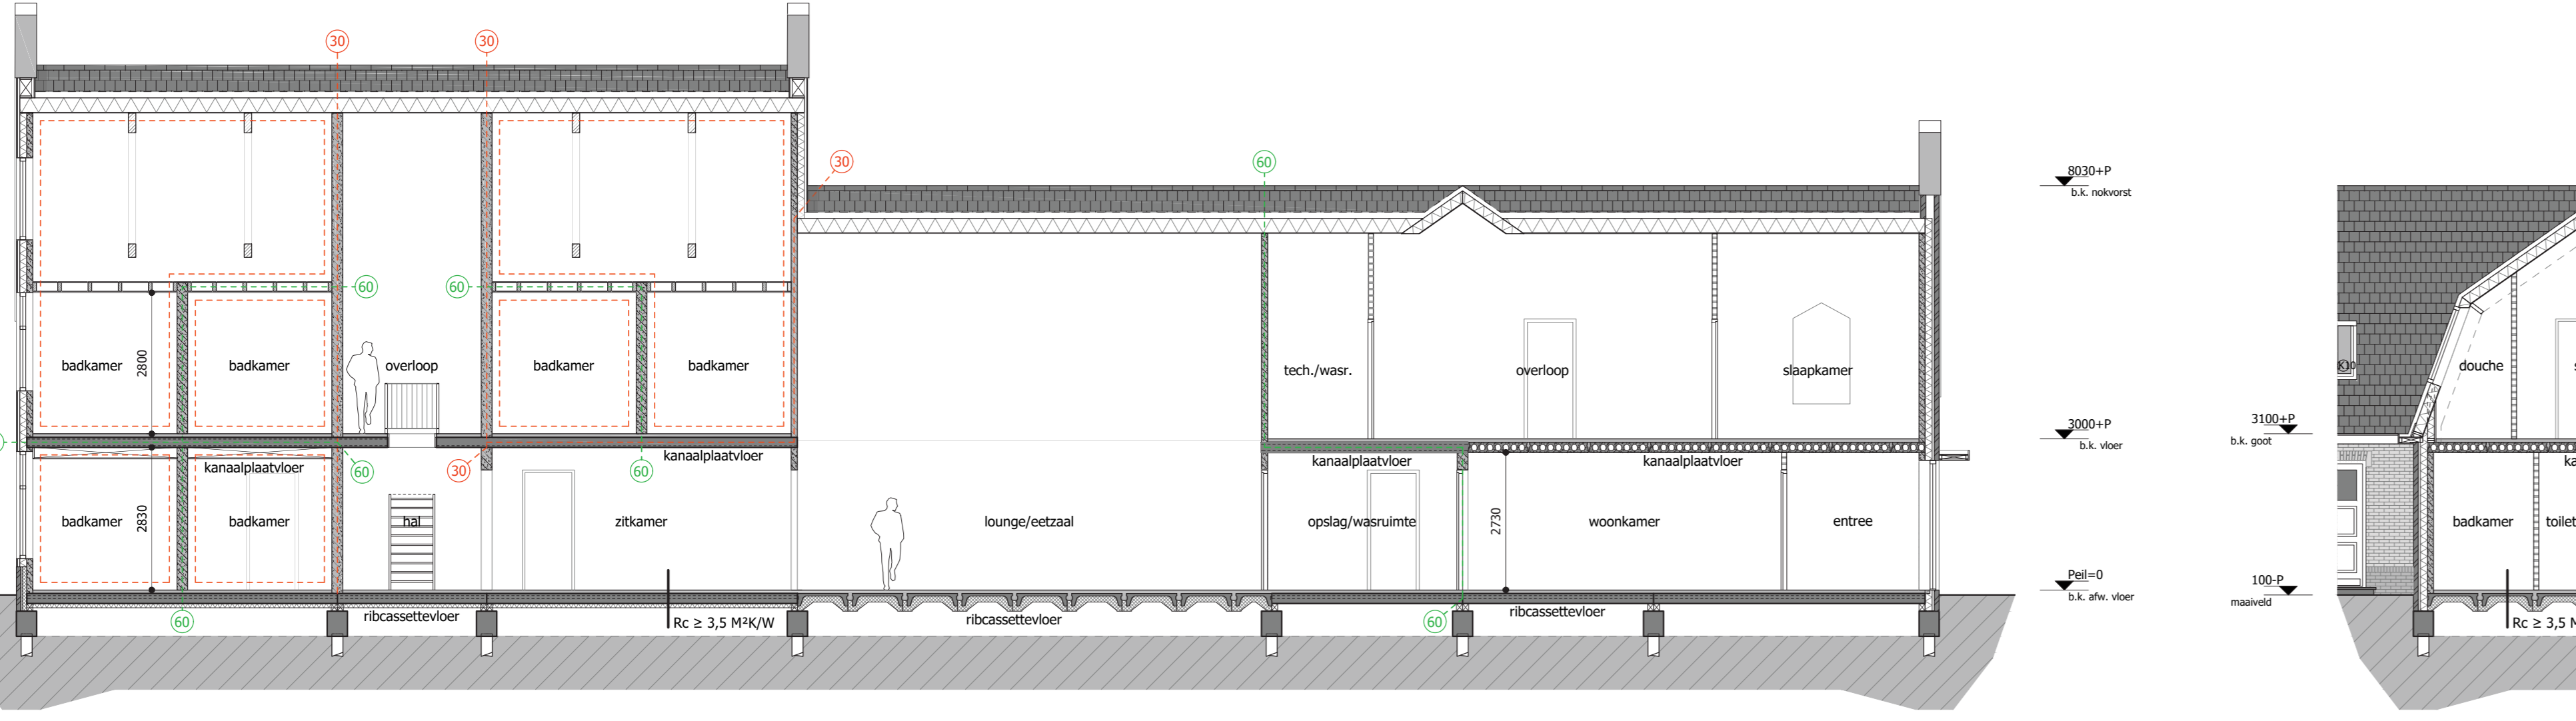 30
30
30
60
8030+P
b.k. nokvorst
60
60
badkamer
2800
badkamer
overloop
badkamer
badkamer
tech./wasr.
overloop
slaapkamer
douche
3000+P
b.k. vloer
3100+P
b.k. goot
kanaalplaatvloer
60
30
60
kanaalplaatvloer
kanaalplaatvloer
kanaalplaatvloer
badkamer
2830
badkamer
hal
zitkamer
lounge/eetzaal
opslag/wasruimte
2730
woonkamer
entree
badkamer
toilet
Peil=0
b.k. afw. vloer
100-P
maaiveld
60
ribcassettevloer
Rc ≥ 3,5 M²K/W
ribcassettevloer
60
ribcassettevloer
Rc ≥ 3,5 M